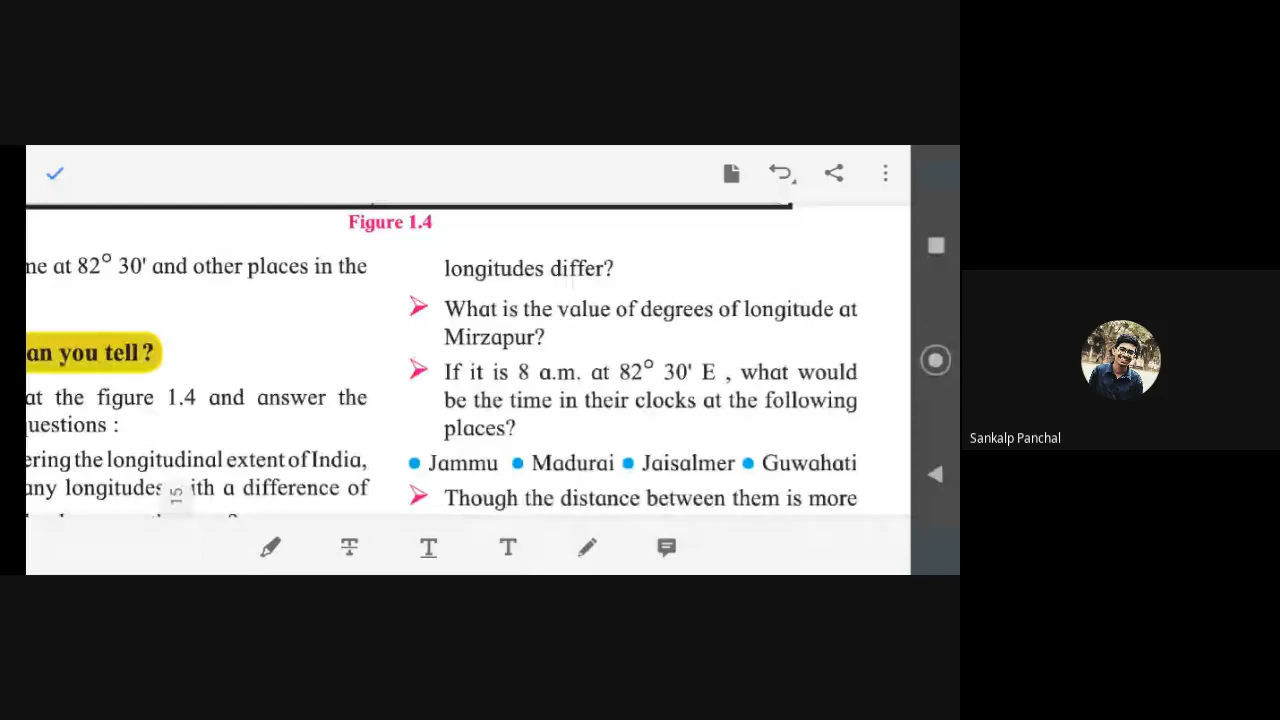 Figure 1.4
ne at 82° 30' and other places in the
an you tell?
at the figure 1.4 and answer the
uestions :
ering the longitudinal extent of India,
any longitudes ith a difference of
15
longitudes differ?
➤ What is the value of degrees of longitude at
Mirzapur?
➤ If it is 8 a.m. at 82° 30' E , what would
be the time in their clocks at the following
places?
• Jammu • Madurai • Jaisalmer • Guwahati
➤ Though the distance between them is more
T T T
Sankalp Panchal